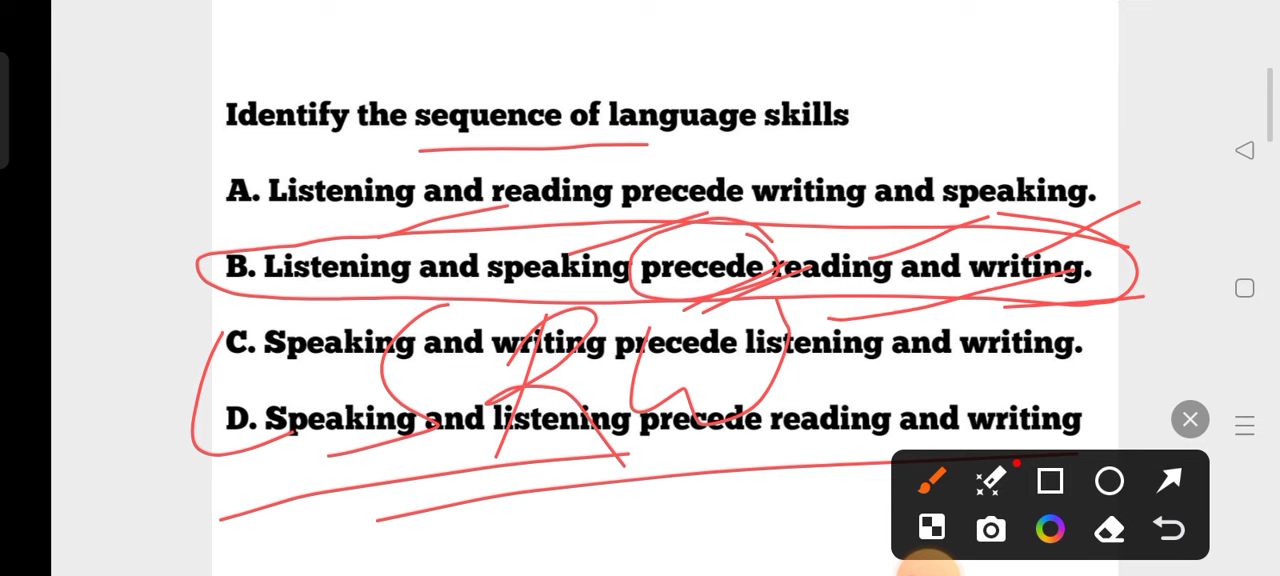 Identify the sequence of language skills
A. Listening and reading precede writing and speaking.
B. Listening and speaking precede reading and writing.
C. Speaking and writing precede listening and writing.
D. Speaking and listening precede reading and writing
L S R W